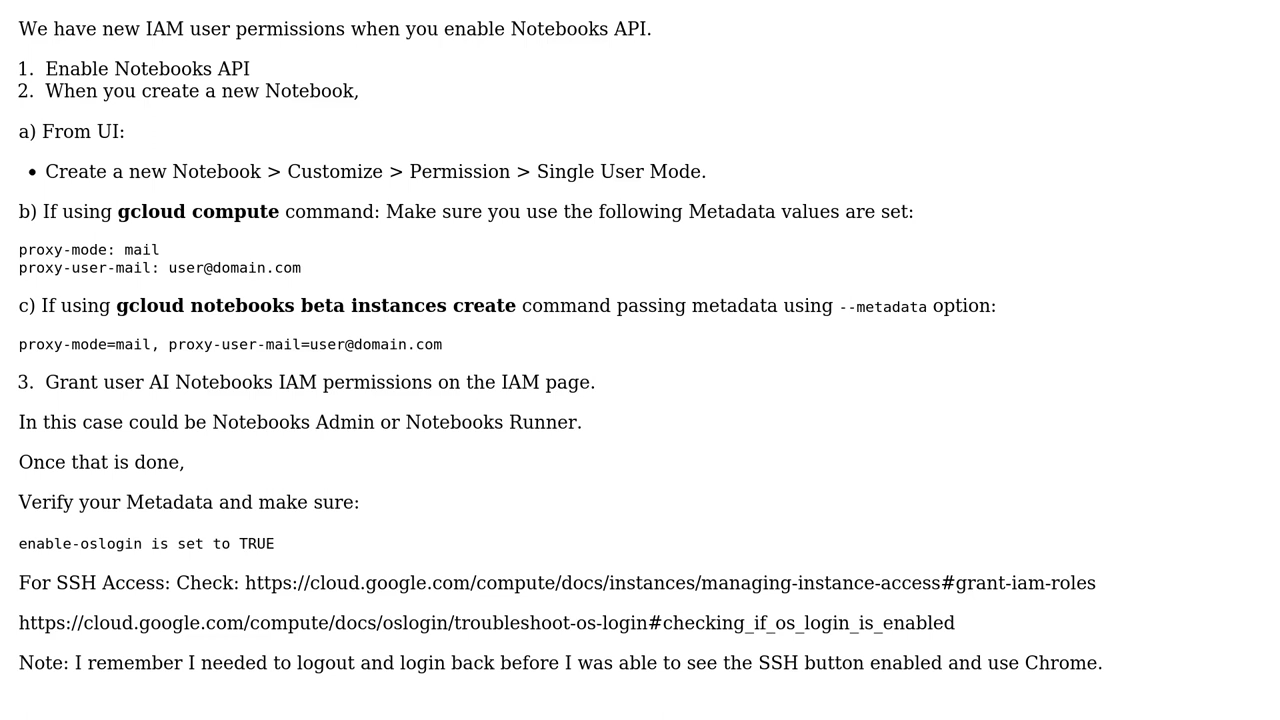 We have new IAM user permissions when you enable Notebooks API.
1. Enable Notebooks API
2. When you create a new Notebook,
a) From UI:
• Create a new Notebook > Customize > Permission > Single User Mode.
b) If using gcloud compute command: Make sure you use the following Metadata values are set:
proxy-mode: mail
proxy-user-mail: user@domain.com
c) If using gcloud notebooks beta instances create command passing metadata using --metadata option:
proxy-mode=mail, proxy-user-mail=user@domain.com
3. Grant user AI Notebooks IAM permissions on the IAM page.
In this case could be Notebooks Admin or Notebooks Runner.
Once that is done,
Verify your Metadata and make sure:
enable-oslogin is set to TRUE
For SSH Access: Check: https://cloud.google.com/compute/docs/instances/managing-instance-access#grant-iam-roles
https://cloud.google.com/compute/docs/oslogin/troubleshoot-os-login#checking_if_os_login_is_enabled
Note: I remember I needed to logout and login back before I was able to see the SSH button enabled and use Chrome.